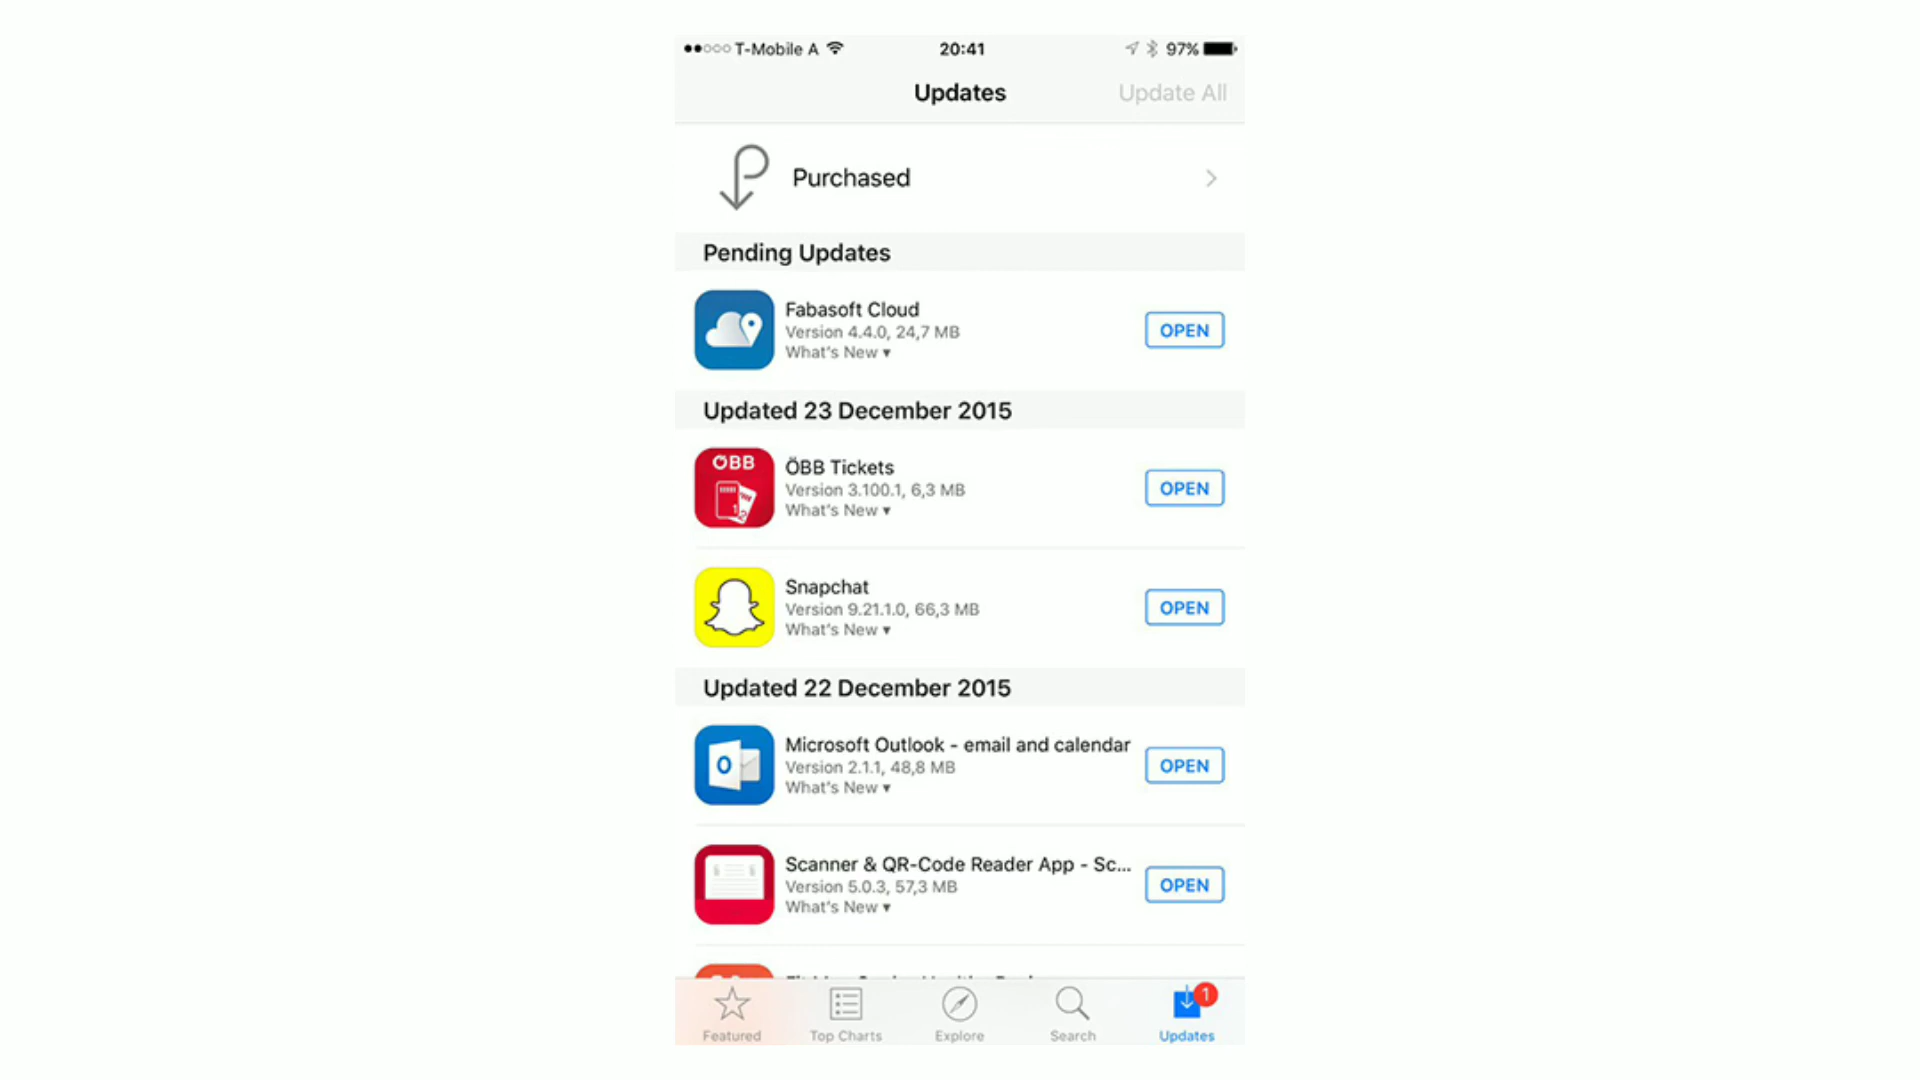 T-Mobile A 20:41 97%
Updates Update All
Purchased
Pending Updates
Fabasoft Cloud
Version 4.4.0, 24,7 MB
What's New ▾
OPEN
Updated 23 December 2015
ÖBB
ÖBB Tickets
Version 3.100.1, 6,3 MB
What's New ▾
OPEN
Snapchat
Version 9.21.1.0, 66,3 MB
What's New ▾
OPEN
Updated 22 December 2015
Microsoft Outlook - email and calendar
Version 2.1.1, 48,8 MB
What's New ▾
OPEN
Scanner & QR-Code Reader App - Sc...
Version 5.0.3, 57,3 MB
What's New ▾
OPEN
1
Featured Top Charts Explore Search Updates